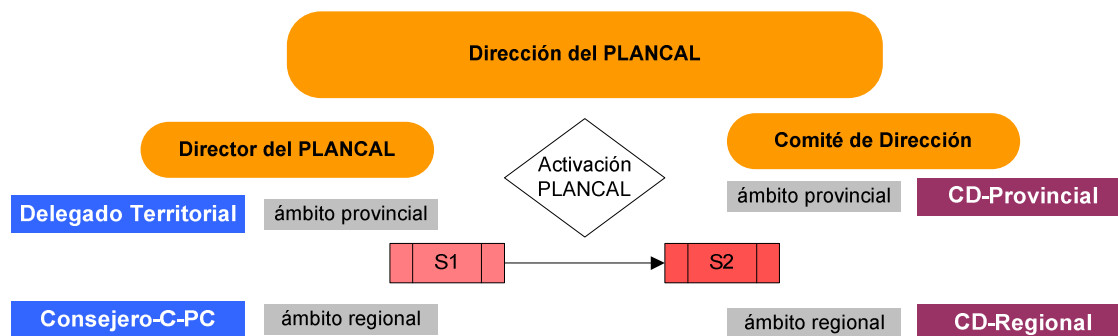 Dirección del PLANCAL
Director del PLANCAL
Activación
PLANCAL
Comité de Dirección
Delegado Territorial
ámbito provincial
ámbito provincial
CD-Provincial
S1
S2
Consejero-C-PC
ámbito regional
ámbito regional
CD-Regional